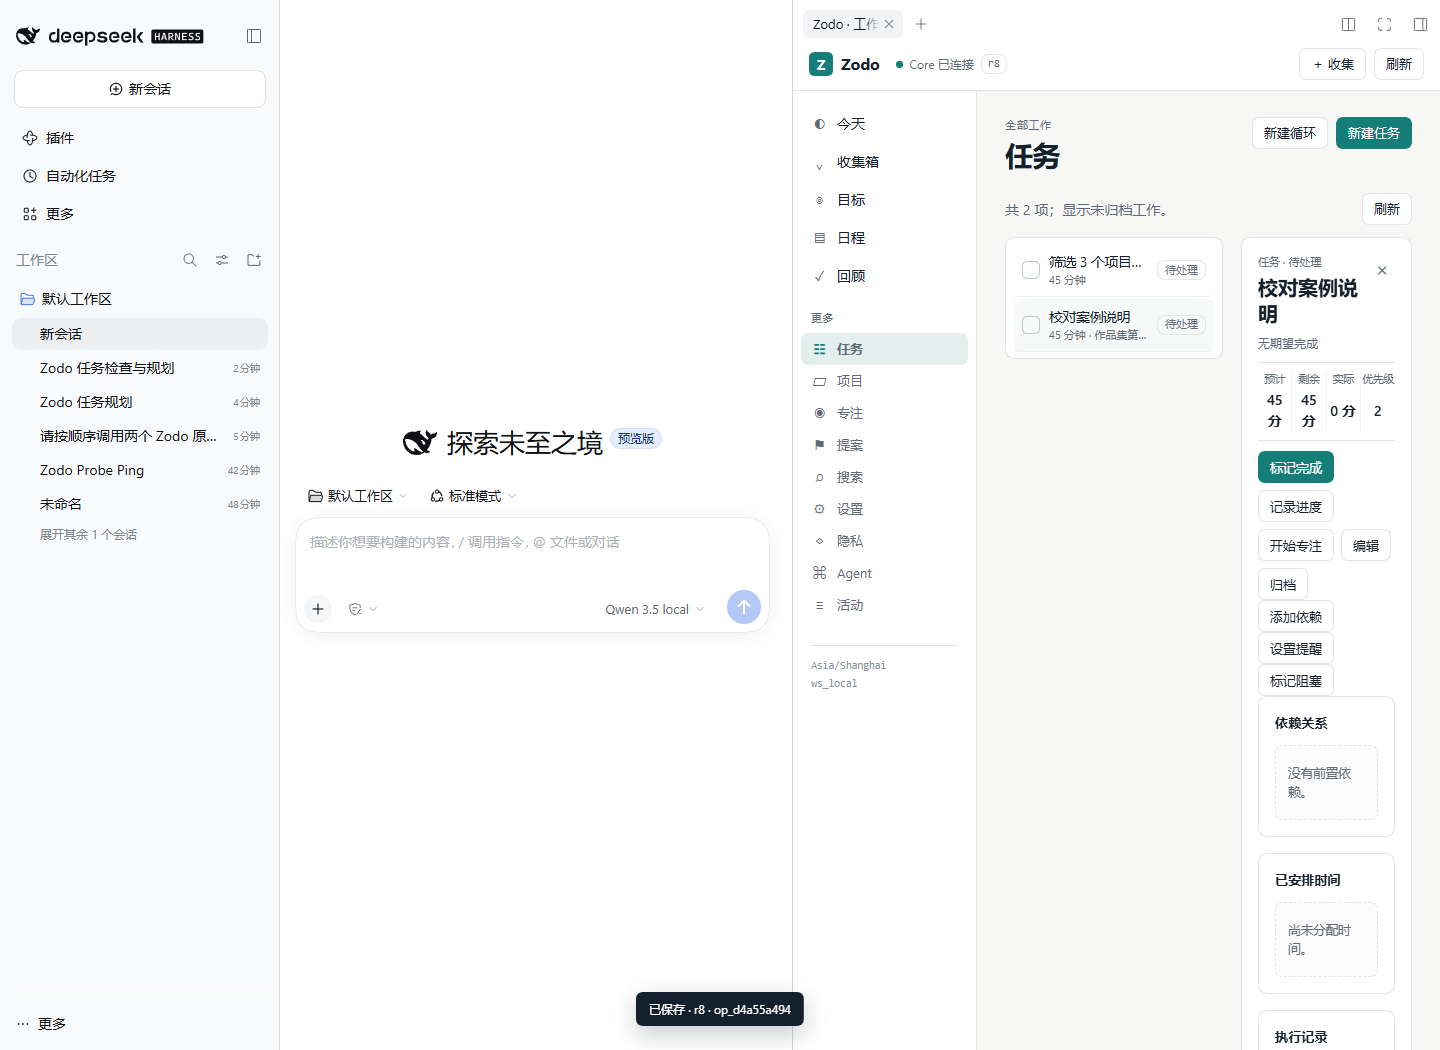 deepseek HARNESS
新会话
插件
自动化任务
更多
工作区
默认工作区
新会话
Zodo 任务检查与规划 2分钟
Zodo 任务规划 4分钟
请按顺序调用两个 Zodo 原... 5分钟
Zodo Probe Ping 42分钟
未命名 48分钟
展开其余 1 个会话
··· 更多
探索未至之境 预览版
默认工作区 标准模式
描述你想要构建的内容, / 调用指令, @ 文件或对话
Qwen 3.5 local
已保存 · r8 · op_d4a55a494
Zodo · 工作
Z Zodo Core 已连接 r8
+ 收集 刷新
今天
收集箱
目标
日程
回顾
更多
任务
项目
专注
提案
搜索
设置
隐私
Agent
活动
Asia/Shanghai
ws_local
全部工作
任务
新建循环 新建任务
共 2 项；显示未归档工作。
刷新
筛选 3 个项目... 待处理
45 分钟
校对案例说明 待处理
45 分钟 · 作品集第...
任务 · 待处理
校对案例说
明
无期望完成
预计 剩余 实际 优先级
45 分 45 分 0 分 2
标记完成
记录进度
开始专注 编辑
归档
添加依赖
设置提醒
标记阻塞
依赖关系
没有前置依
赖。
已安排时间
尚未分配时
间。
执行记录